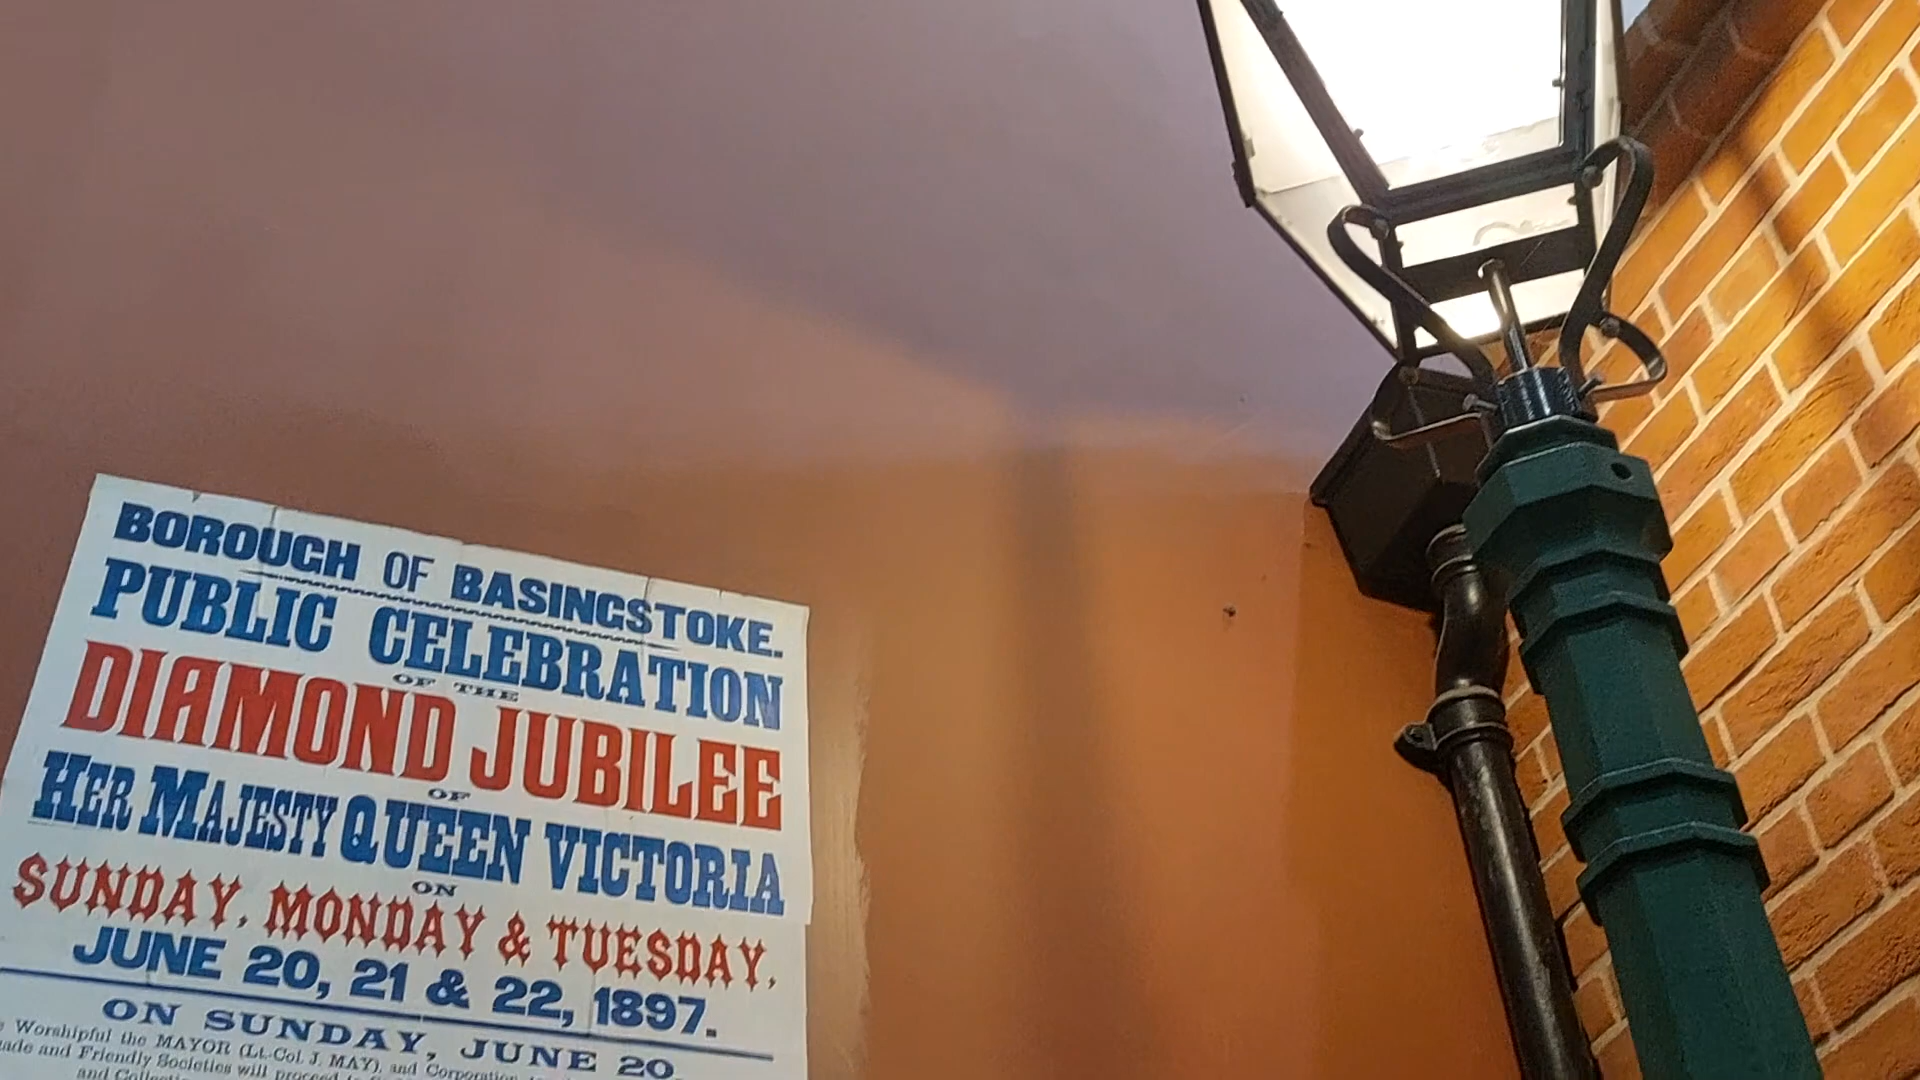 BOROUGH OF BASINGSTOKE.
PUBLIC CELEBRATION
OF THE
DIAMOND JUBILEE
OF
HER MAJESTY QUEEN VICTORIA
ON
SUNDAY, MONDAY & TUESDAY,
JUNE 20, 21 & 22, 1897.
ON SUNDAY, JUNE 20,
Worshipful the MAYOR (Lt.-Col. J. MAY), and Corporation
and Friendly Societies will proceed
and